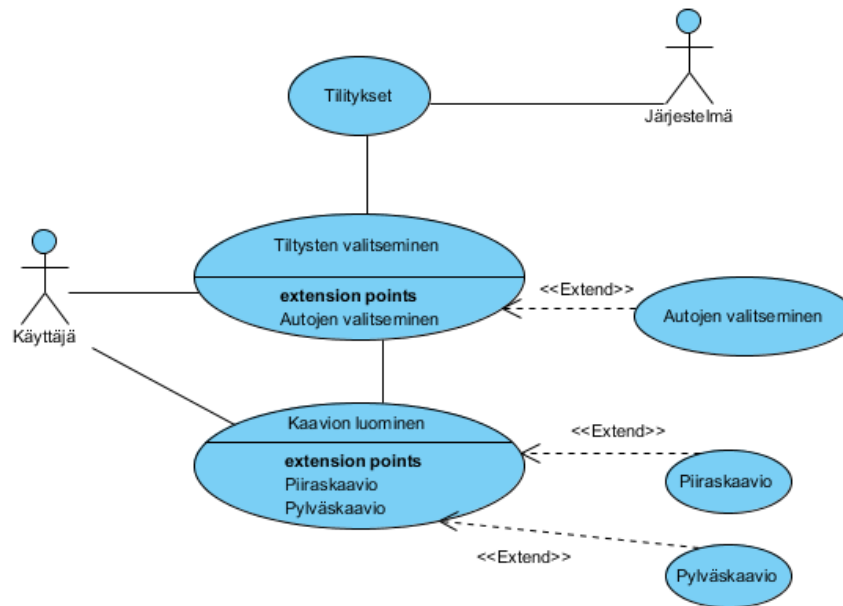 Tilitykset
Järjestelmä
Tiltysten valitseminen
extension points
Autojen valitseminen
<<Extend>>
Autojen valitseminen
Käyttäjä
Kaavion luominen
extension points
Piiraskaavio
Pylväskaavio
<<Extend>>
Piiraskaavio
<<Extend>>
Pylväskaavio